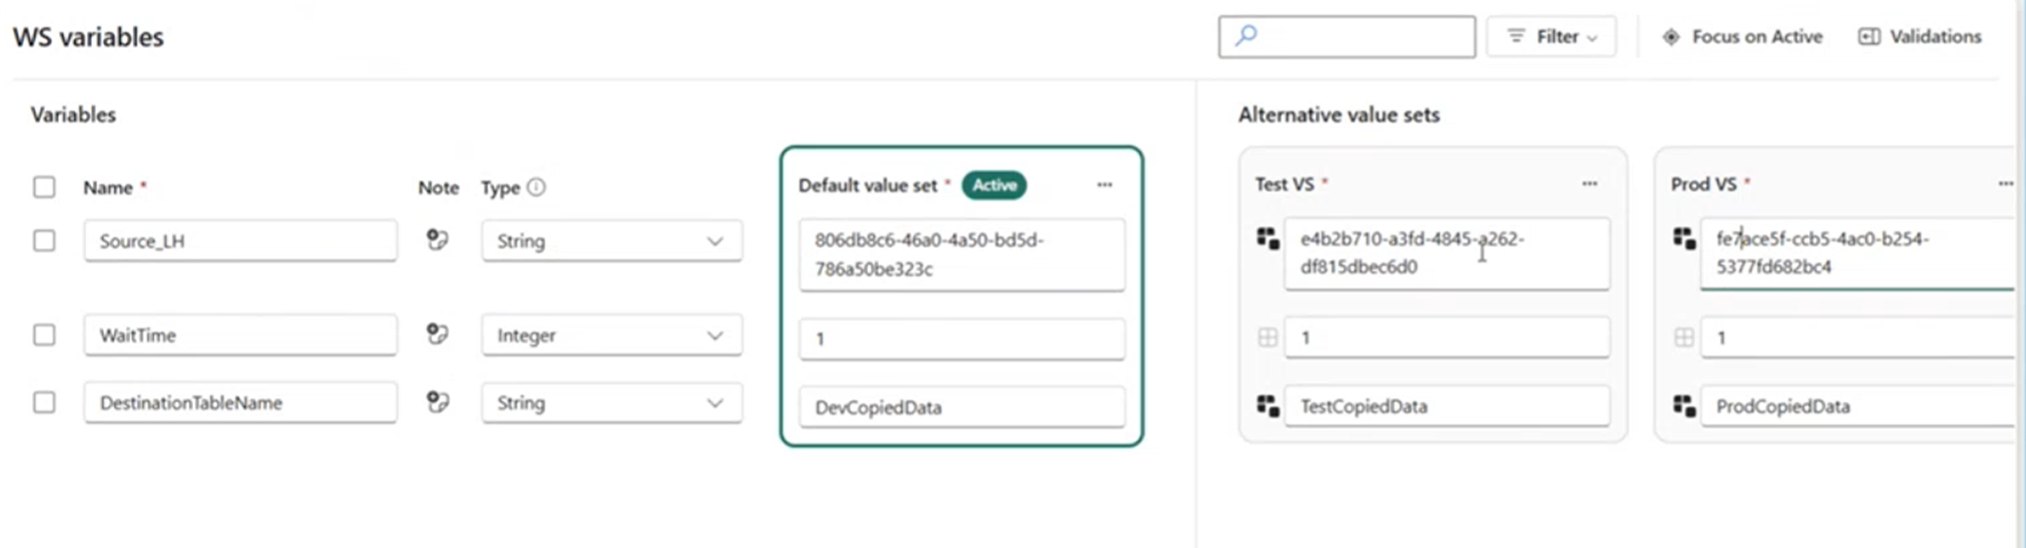 WS variables
Filter
Focus on Active
Validations
Variables
Alternative value sets
Name *
Note
Type
Default value set *
Active
...
Test VS *
...
Prod VS *
...
Source_LH
String
806db8c6-46a0-4a50-bd5d-
786a50be323c
e4b2b710-a3fd-4845-a262-
df815dbec6d0
fe7ace5f-ccb5-4ac0-b254-
5377fd682bc4
WaitTime
Integer
1
1
1
DestinationTableName
String
DevCopiedData
TestCopiedData
ProdCopiedData